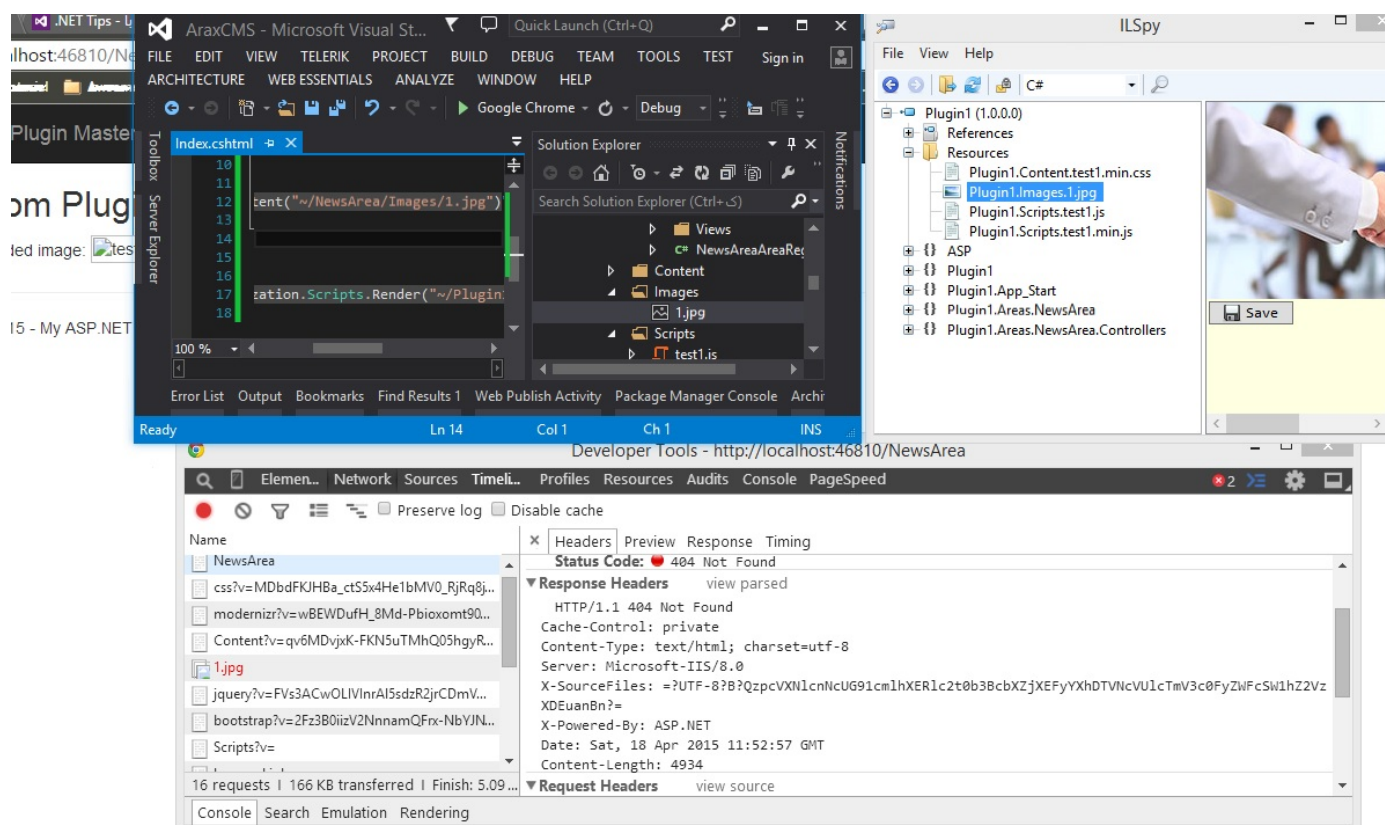 .NET Tips - U
lhost:46810/Ne
Plugin Master
om Plug
ded image: tes
15 - My ASP.NET
AraxCMS - Microsoft Visual St...
Quick Launch (Ctrl+Q)
FILE EDIT VIEW TELERIK PROJECT BUILD DEBUG TEAM TOOLS TEST Sign in
ARCHITECTURE WEB ESSENTIALS ANALYZE WINDOW HELP
Google Chrome Debug
Toolbox
Server Explorer
Index.cshtml
10
11
12 tent("~/NewsArea/Images/1.jpg")
13
14
15
16
17 zation.Scripts.Render("~/Plugin
18
100 %
Solution Explorer
Search Solution Explorer (Ctrl+ک)
Views
C# NewsAreaAreaReg
Content
Images
1.jpg
Scripts
test1.js
Notifications
Error List Output Bookmarks Find Results 1 Web Publish Activity Package Manager Console Archi
Ready Ln 14 Col 1 Ch 1 INS
ILSpy
File View Help
C#
Plugin1 (1.0.0.0)
References
Resources
Plugin1.Content.test1.min.css
Plugin1.Images.1.jpg
Plugin1.Scripts.test1.js
Plugin1.Scripts.test1.min.js
{} ASP
{} Plugin1
{} Plugin1.App_Start
{} Plugin1.Areas.NewsArea
{} Plugin1.Areas.NewsArea.Controllers
Save
Developer Tools - http://localhost:46810/NewsArea
Elemen... Network Sources Timeli... Profiles Resources Audits Console PageSpeed 2
Preserve log Disable cache
Name
NewsArea
css?v=MDbdFKJHBa_ctS5x4He1bMV0_RjRq8j...
modernizr?v=wBEWDufH_8Md-Pbioxomt90...
Content?v=qv6MDvjxK-FKN5uTMhQ05hgyR...
1.jpg
jquery?v=FVs3ACwOLIVInrAl5sdzR2jrCDmV...
bootstrap?v=2Fz3B0iizV2NnnamQFrx-NbYJN...
Scripts?v=
16 requests | 166 KB transferred | Finish: 5.09 ...
Headers Preview Response Timing
Status Code: 404 Not Found
Response Headers view parsed
HTTP/1.1 404 Not Found
Cache-Control: private
Content-Type: text/html; charset=utf-8
Server: Microsoft-IIS/8.0
X-SourceFiles: =?UTF-8?B?QzpcVXNlcnNcUG91cmlhXERlc2t0b3BcbXZjXEFyYXhDTVNcVUlcTmV3c0FyZWFcSW1hZ2Vz
XDEuanBn?=
X-Powered-By: ASP.NET
Date: Sat, 18 Apr 2015 11:52:57 GMT
Content-Length: 4934
Request Headers view source
Console Search Emulation Rendering